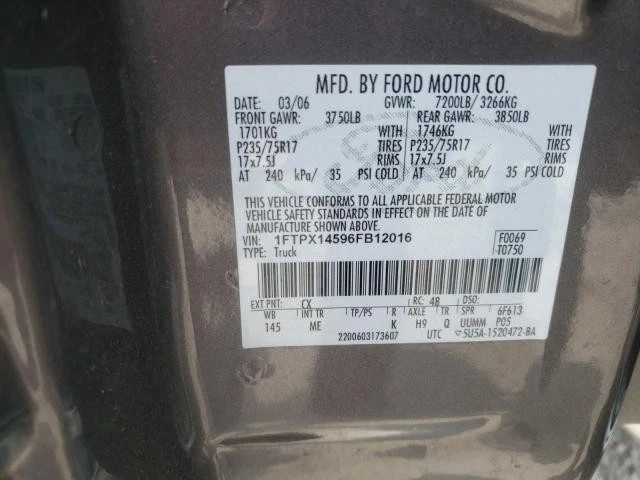 MFD. BY FORD MOTOR CO.
DATE: 03/06 GVWR: 7200LB/ 3266KG
FRONT GAWR: 3750LB REAR GAWR: 3850LB
1701KG WITH 1746KG WITH
P235/75R17 TIRES P235/75R17 TIRES
17x7.5J RIMS 17x7.5J RIMS
AT 240 kPa/ 35 PSI COLD AT 240 kPa/ 35 PSI COLD
THIS VEHICLE CONFORMS TO ALL APPLICABLE FEDERAL MOTOR
VEHICLE SAFETY STANDARDS IN EFFECT ON THE DATE OF
MANUFACTURE SHOWN ABOVE.
VIN: 1FTPX14596FB12016 F0069
TYPE: Truck T0750
EXT PNT: CX RC: 48 DSO:
WB INT TR TP/PS R AXLE TR SPR 6F613
145 ME K H9 Q UUMM P05
2200603173607 UTC 5U5A-1520472-BA
Ford